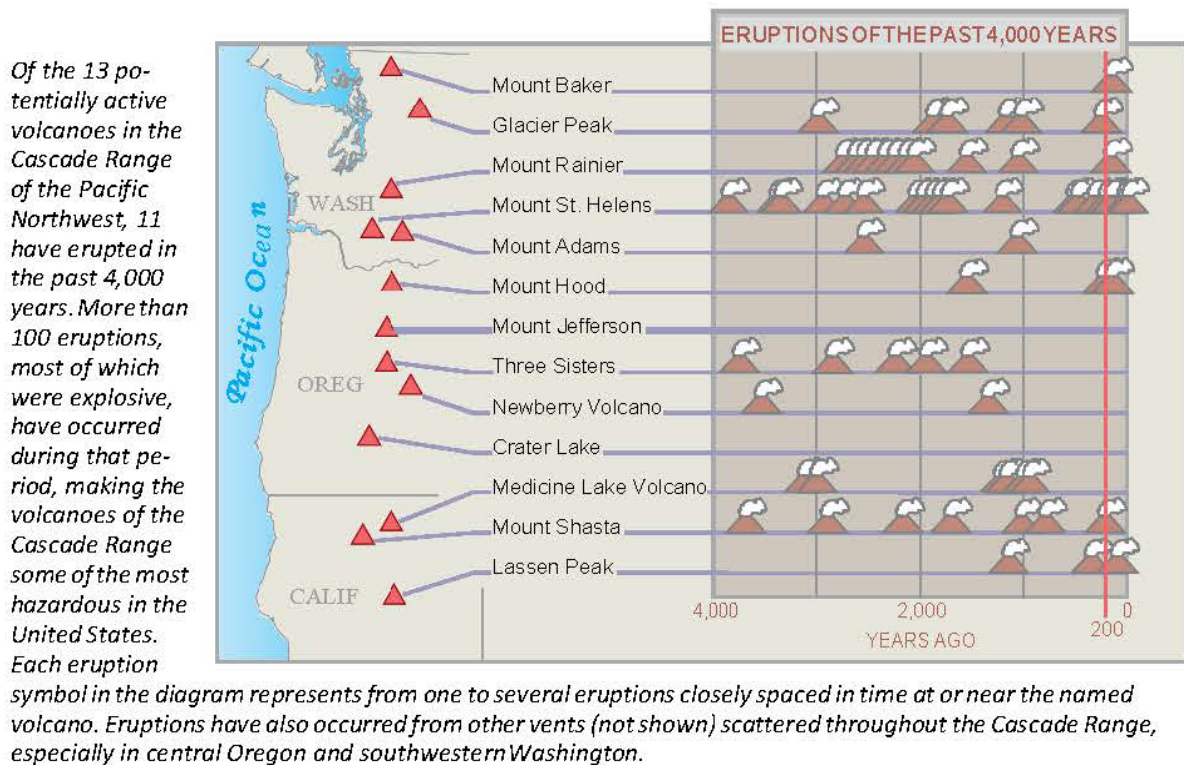 Of the 13 po-
tentially active
volcanoes in the
Cascade Range
of the Pacific
Northwest, 11
have erupted in
the past 4,000
years. More than
100 eruptions,
most of which
were explosive,
have occurred
during that pe-
riod, making the
volcanoes of the
Cascade Range
some of the most
hazardous in the
United States.
Each eruption
symbol in the diagram represents from one to several eruptions closely spaced in time at or near the named
volcano. Eruptions have also occurred from other vents (not shown) scattered throughout the Cascade Range,
especially in central Oregon and southwestern Washington.
Pacific Ocean
WASH
OREG
CALIF
ERUPTIONS OF THE PAST 4,000 YEARS
Mount Baker
Glacier Peak
Mount Rainier
Mount St. Helens
Mount Adams
Mount Hood
Mount Jefferson
Three Sisters
Newberry Volcano
Crater Lake
Medicine Lake Volcano
Mount Shasta
Lassen Peak
4,000 2,000 0
200
YEARS AGO